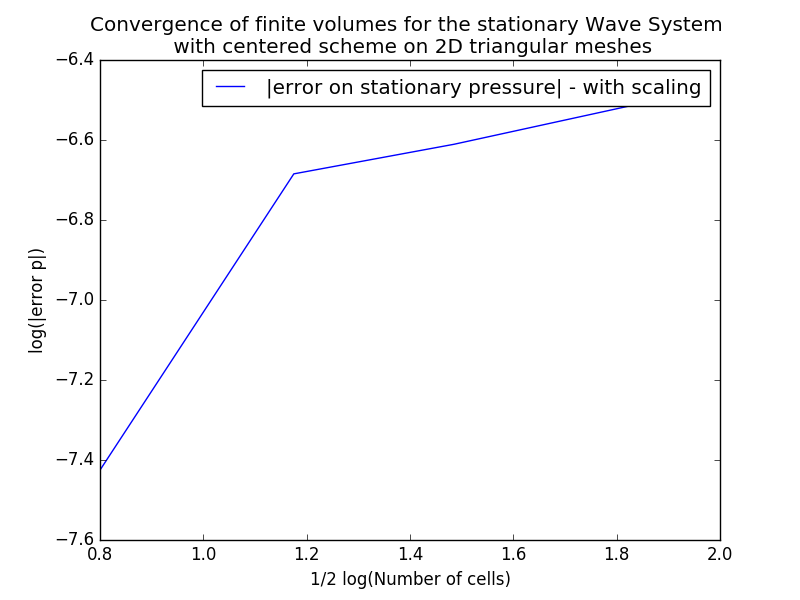 Convergence of finite volumes for the stationary Wave System
with centered scheme on 2D triangular meshes
|error on stationary pressure| - with scaling
log(|error p|)
−6.4
−6.6
−6.8
−7.0
−7.2
−7.4
−7.6
0.8 1.0 1.2 1.4 1.6 1.8 2.0
1/2 log(Number of cells)